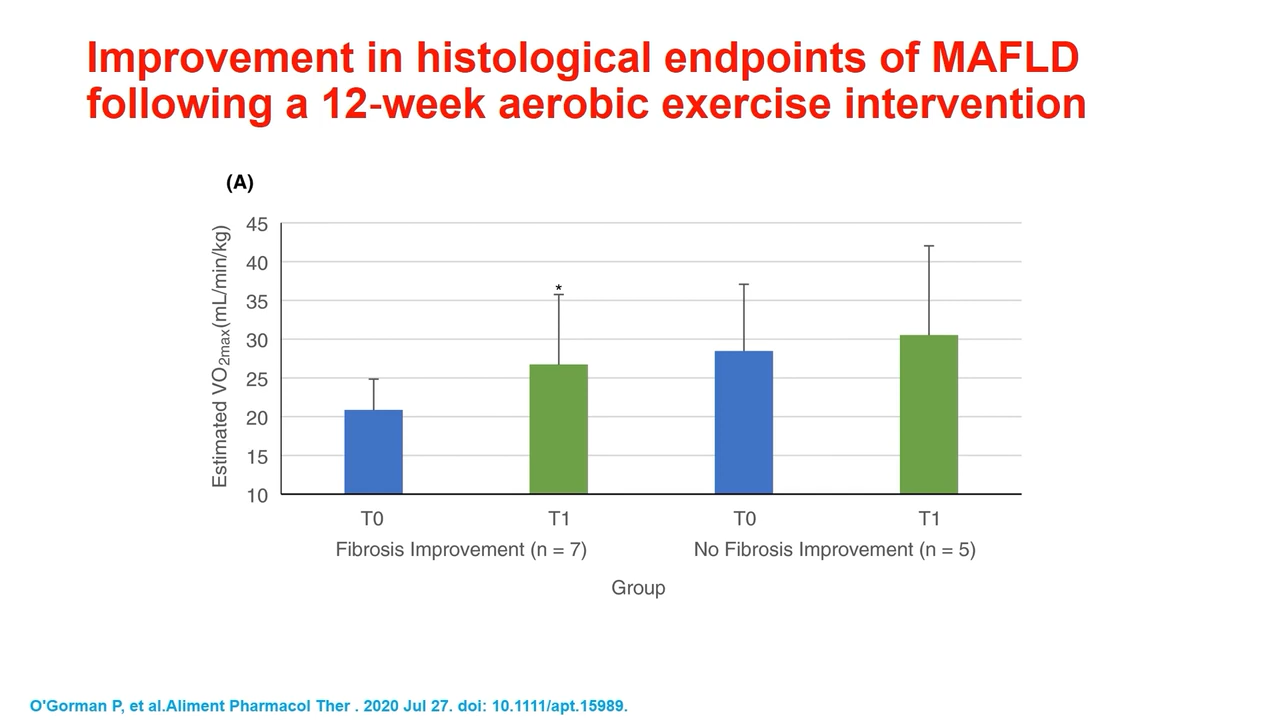 Improvement in histological endpoints of MAFLD
following a 12-week aerobic exercise intervention
(A)
Estimated VO2max(mL/min/kg)
45
40
35
30
25
20
15
10
*
T0 T1 T0 T1
Fibrosis Improvement (n = 7) No Fibrosis Improvement (n = 5)
Group
O'Gorman P, et al.Aliment Pharmacol Ther . 2020 Jul 27. doi: 10.1111/apt.15989.